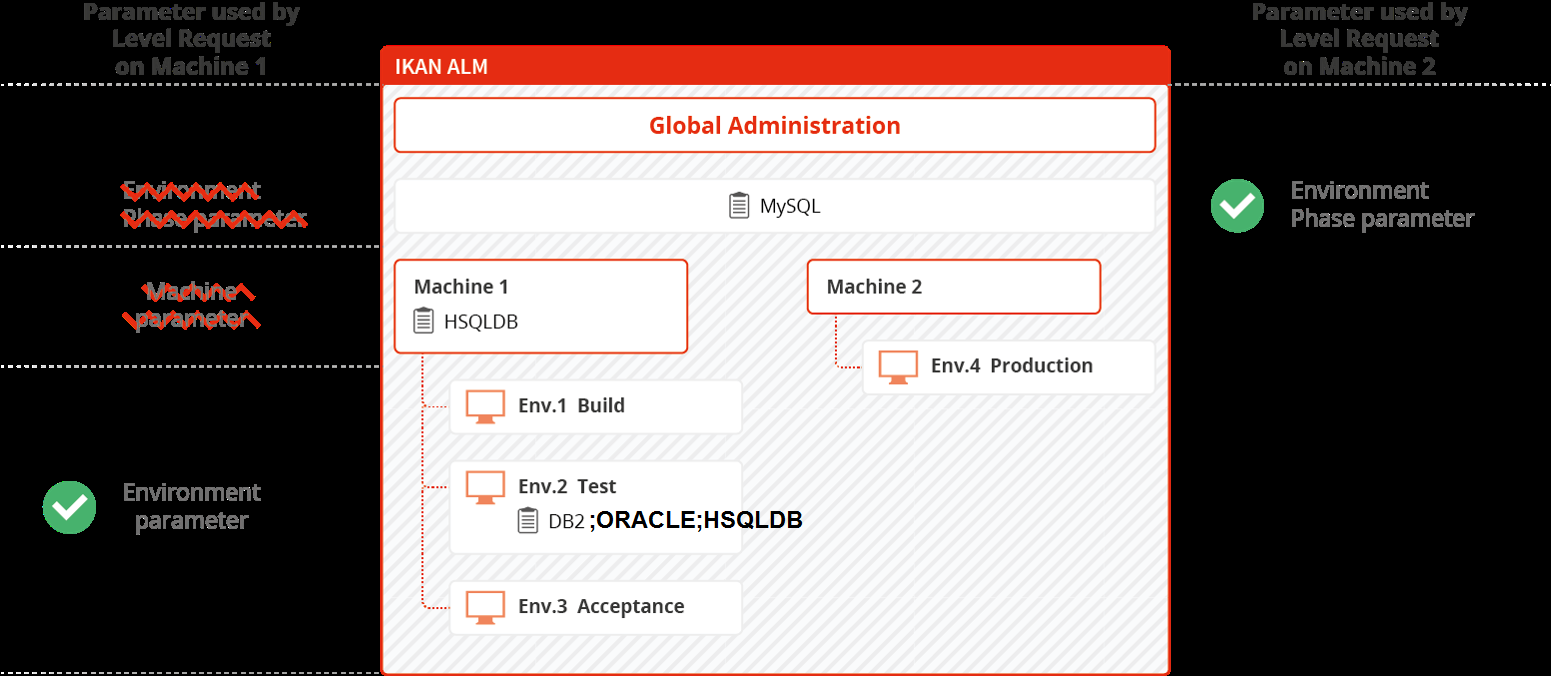 Parameter used by
Level Request
on Machine 1
Parameter used by
Level Request
on Machine 2
IKAN ALM
Global Administration
Environment
Phase parameter
MySQL
Environment
Phase parameter
Machine
parameter
Machine 1
HSQLDB
Machine 2
Env.4 Production
Env.1 Build
Environment
parameter
Env.2 Test
DB2 ;ORACLE;HSQLDB
Env.3 Acceptance